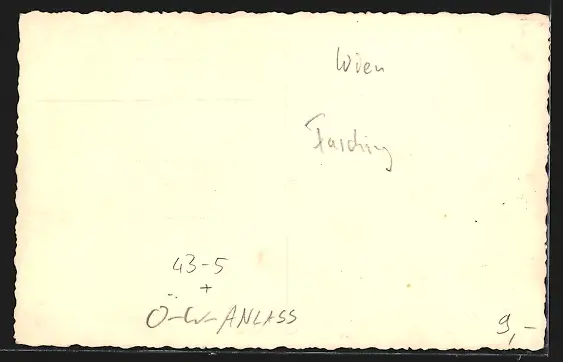 Wien
Fasching
43-5
+
Ö-W-ANLASS
9,-